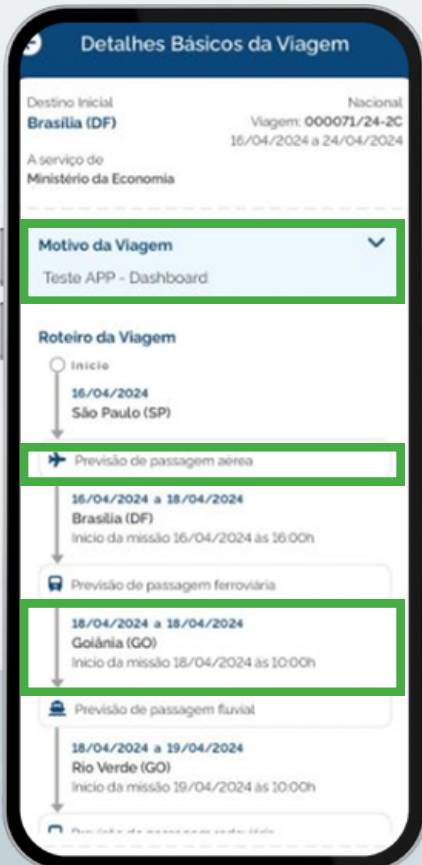 Detalhes Básicos da Viagem
Destino Inicial
Nacional
Brasília (DF)
Viagem: 000071/24-2C
16/04/2024 a 24/04/2024
A serviço de
Ministério da Economia
Motivo da Viagem
Teste APP - Dashboard
Roteiro da Viagem
Início
16/04/2024
São Paulo (SP)
Previsão de passagem aérea
16/04/2024 a 18/04/2024
Brasília (DF)
Início da missão 16/04/2024 às 16:00h
Previsão de passagem ferroviária
18/04/2024 a 18/04/2024
Goiânia (GO)
Início da missão 18/04/2024 às 10:00h
Previsão de passagem fluvial
18/04/2024 a 19/04/2024
Rio Verde (GO)
Início da missão 19/04/2024 às 10:00h